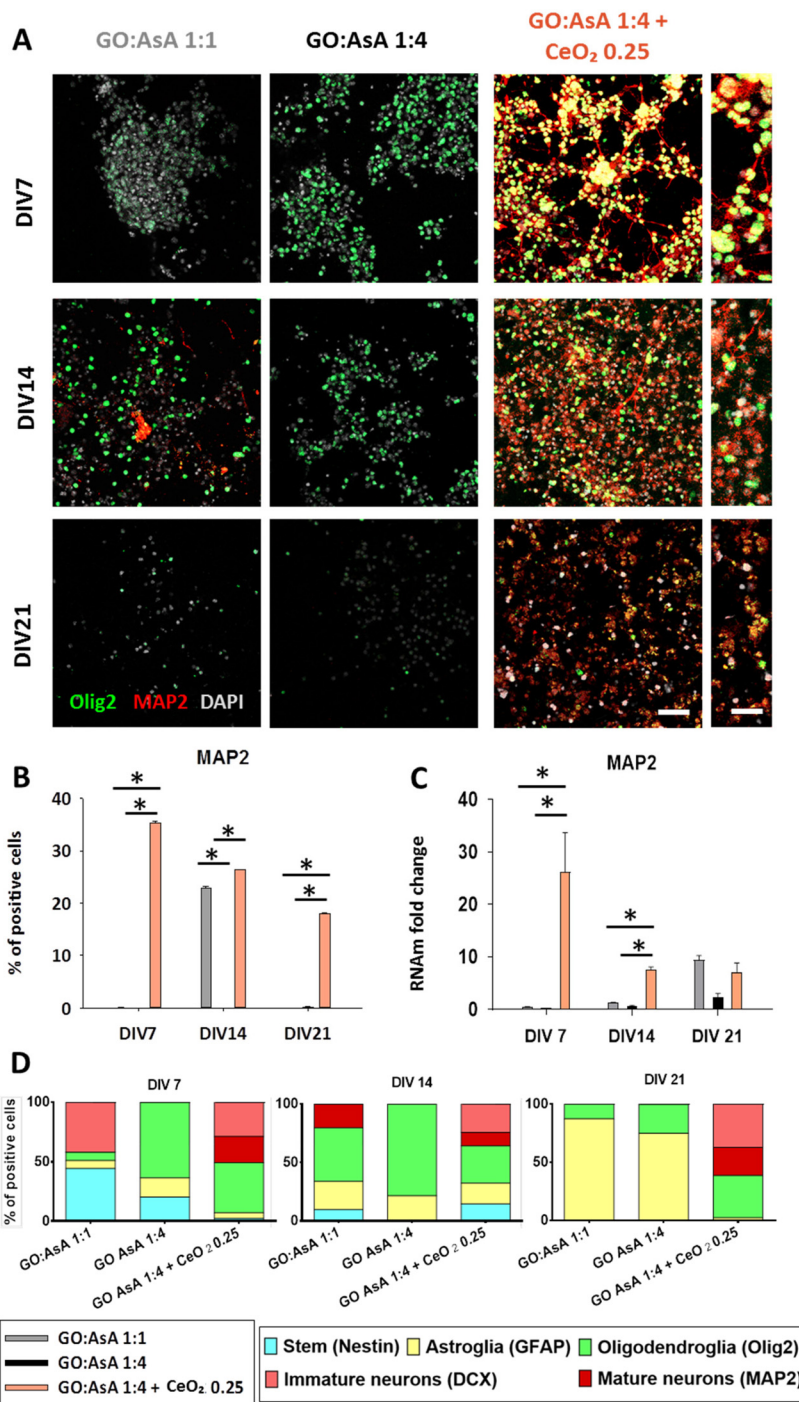 A
GO:AsA 1:1
GO:AsA 1:4
GO:AsA 1:4 +
CeO₂ 0.25
DIV7
DIV14
DIV21
Olig2 MAP2 DAPI
B
MAP2
% of positive cells
40
30
20
10
0
* * * * * *
DIV7 DIV14 DIV21
C
MAP2
RNAm fold change
40
30
20
10
0
* * * *
DIV 7 DIV14 DIV 21
D
DIV 7
DIV 14
DIV 21
% of positive cells
100
50
0
GO:AsA 1:1
GO AsA 1:4
GO AsA 1:4 + CeO₂ 0.25
100
50
0
GO:AsA 1:1
GO AsA 1:4
GO AsA 1:4 + CeO₂ 0.25
100
50
0
GO:AsA 1:1
GO AsA 1:4
GO AsA 1:4 + CeO₂ 0.25
GO:AsA 1:1
GO:AsA 1:4
GO:AsA 1:4 + CeO₂ 0.25
Stem (Nestin) Astroglia (GFAP) Oligodendroglia (Olig2)
Immature neurons (DCX) Mature neurons (MAP2)